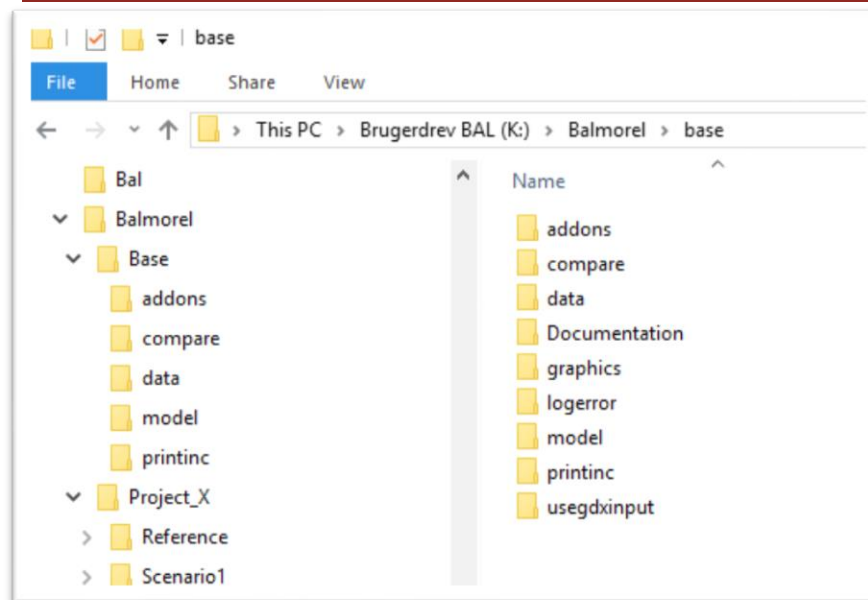 base
File Home Share View
This PC > Brugerdrev BAL (K:) > Balmorel > base
Bal
Balmorel
Base
addons
compare
data
model
printinc
Project_X
Reference
Scenario1
Name
addons
compare
data
Documentation
graphics
logerror
model
printinc
usegdxinput